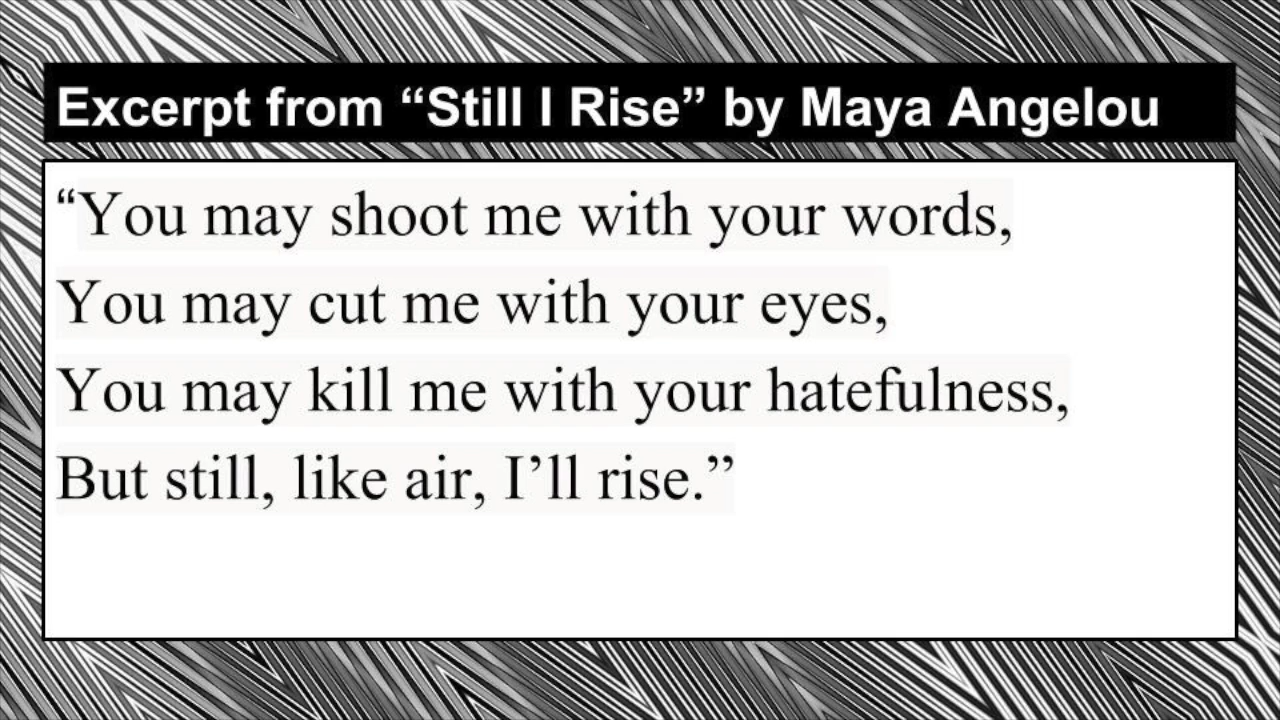 Excerpt from “Still I Rise” by Maya Angelou
“You may shoot me with your words,
You may cut me with your eyes,
You may kill me with your hatefulness,
But still, like air, I’ll rise.”